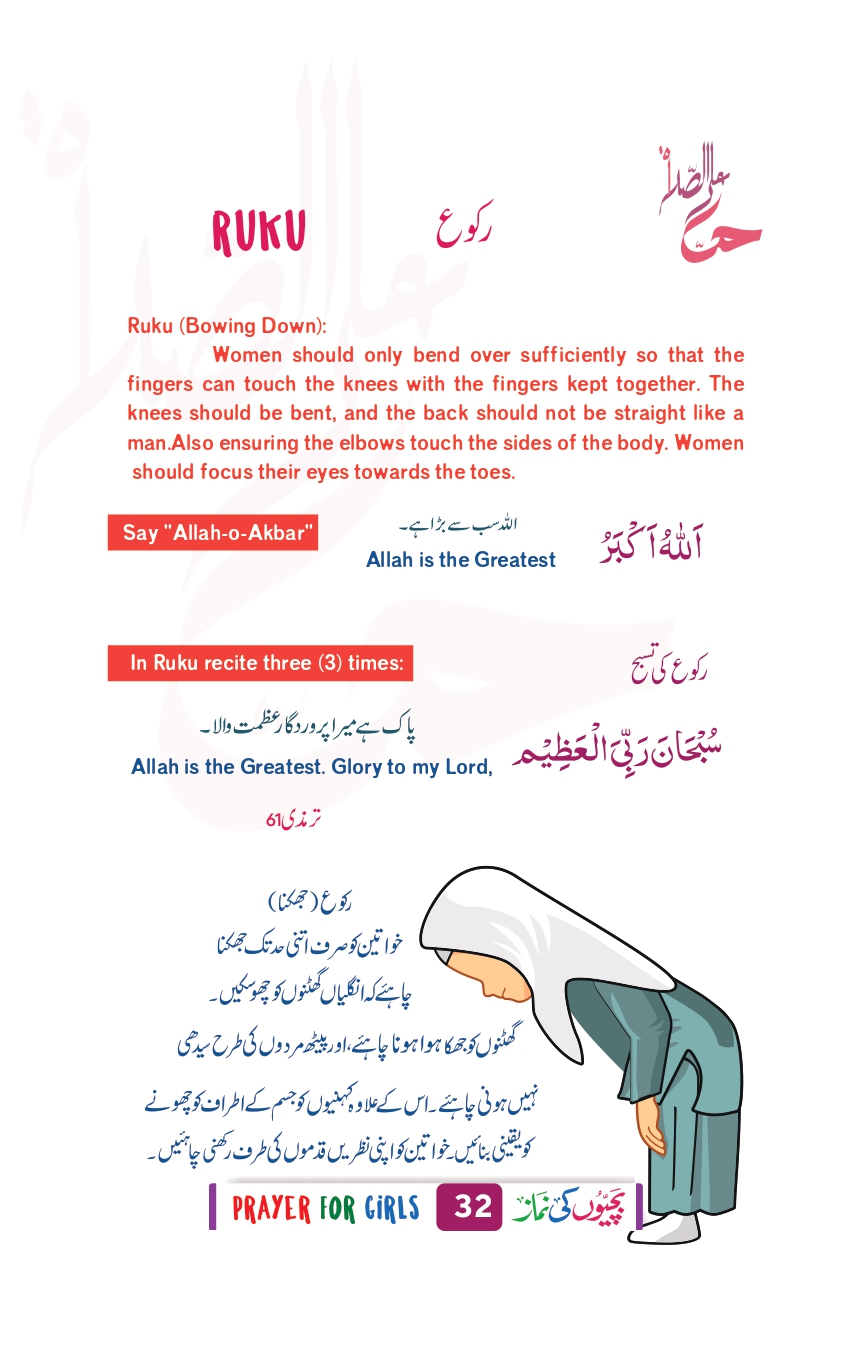 حی علی الصلاۃ
RUKU
رکوع
Ruku (Bowing Down):
Women should only bend over sufficiently so that the
fingers can touch the knees with the fingers kept together. The
knees should be bent, and the back should not be straight like a
man.Also ensuring the elbows touch the sides of the body. Women
should focus their eyes towards the toes.
Say "Allah-o-Akbar"
اللہ سب سے بڑا ہے۔
Allah is the Greatest
اَللّٰهُ اَكْبَرُ
In Ruku recite three (3) times:
رکوع کی تسبیح
پاک ہے میرا پروردگار عظمت والا۔
سُبْحَانَ رَبِّيَ الْعَظِيْم
Allah is the Greatest. Glory to my Lord,
ترمذی61
رکوع (جھکنا)
خواتین کو صرف اتنی حد تک جھکنا
چاہئے کہ انگلیاں گھٹنوں کو چھو سکیں۔
گھٹنوں کو جھکا ہوا ہونا چاہئے، اور پیٹھ مردوں کی طرح سیدھی
نہیں ہونی چاہئے۔ اس کے علاوہ کہنیوں کو جسم کے اطراف کو چھونے
کو یقینی بنائیں۔ خواتین کو اپنی نظریں قدموں کی طرف رکھنی چاہئیں۔
PRAYER FOR GiRLS
32
بچیّوں کی نماز